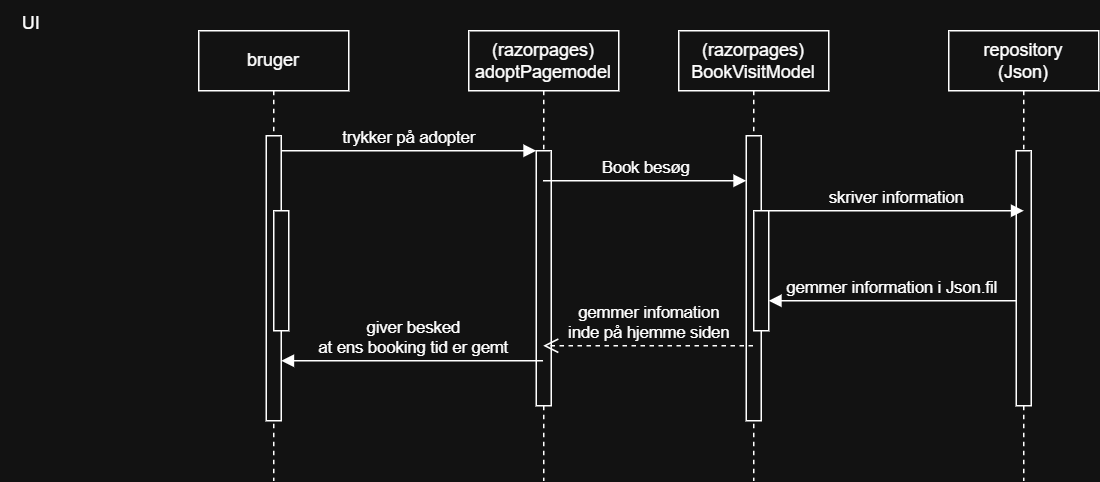 UI
bruger
(razorpages)
adoptPagemodel
(razorpages)
BookVisitModel
repository
(Json)
trykker på adopter
Book besøg
skriver information
gemmer information i Json.fil
gemmer infomation
inde på hjemme siden
giver besked
at ens booking tid er gemt